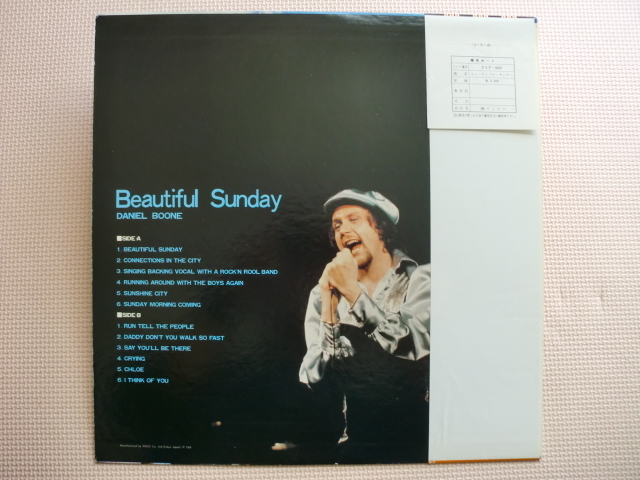 Beautiful Sunday
DANIEL BOONE
SIDE A
1. BEAUTIFUL SUNDAY
2. CONNECTIONS IN THE CITY
3. SINGING BACKING VOCAL WITH A ROCK'N ROOL BAND
4. RUNNING AROUND WITH THE BOYS AGAIN
5. SUNSHINE CITY
6. SUNDAY MORNING COMING
SIDE B
1. RUN TELL THE PEOPLE
2. DADDY DON'T YOU WALK SO FAST
3. SAY YOU'LL BE THERE
4. CRYING
5. CHLOE
6. I THINK OF YOU